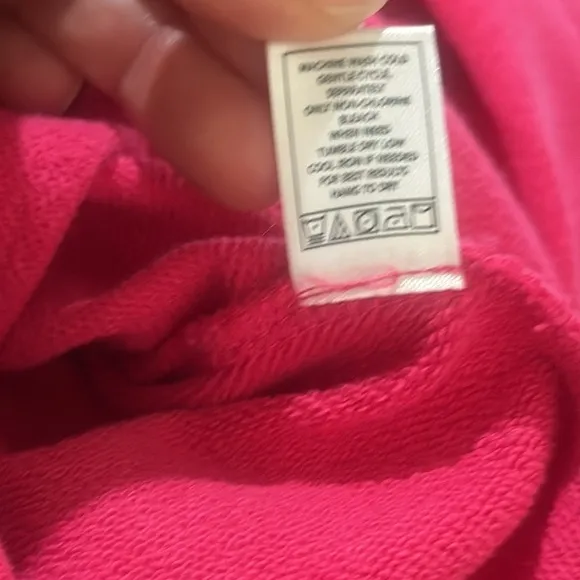 MACHINE WASH COLD
GENTLE CYCLE,
SEPARATELY
ONLY NON-CHLORINE
BLEACH
WHEN NEED
TUMBLE DRY LOW
COOL IRON IF NEEDED
FOR BEST RESULTS
HANG TO DRY